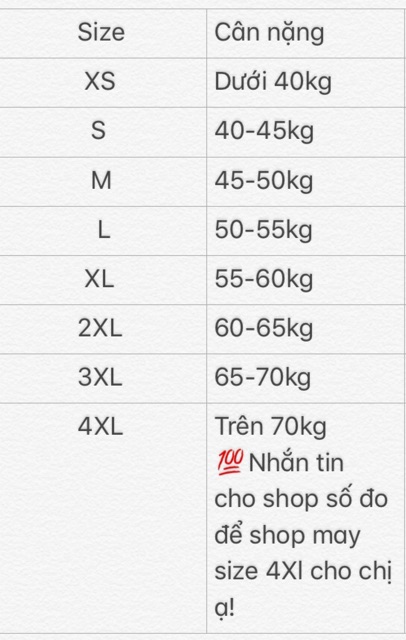 Size Cân nặng
XS Dưới 40kg
S 40-45kg
M 45-50kg
L 50-55kg
XL 55-60kg
2XL 60-65kg
3XL 65-70kg
4XL Trên 70kg
💯 Nhắn tin
cho shop số đo
để shop may
size 4Xl cho chị
ạ!